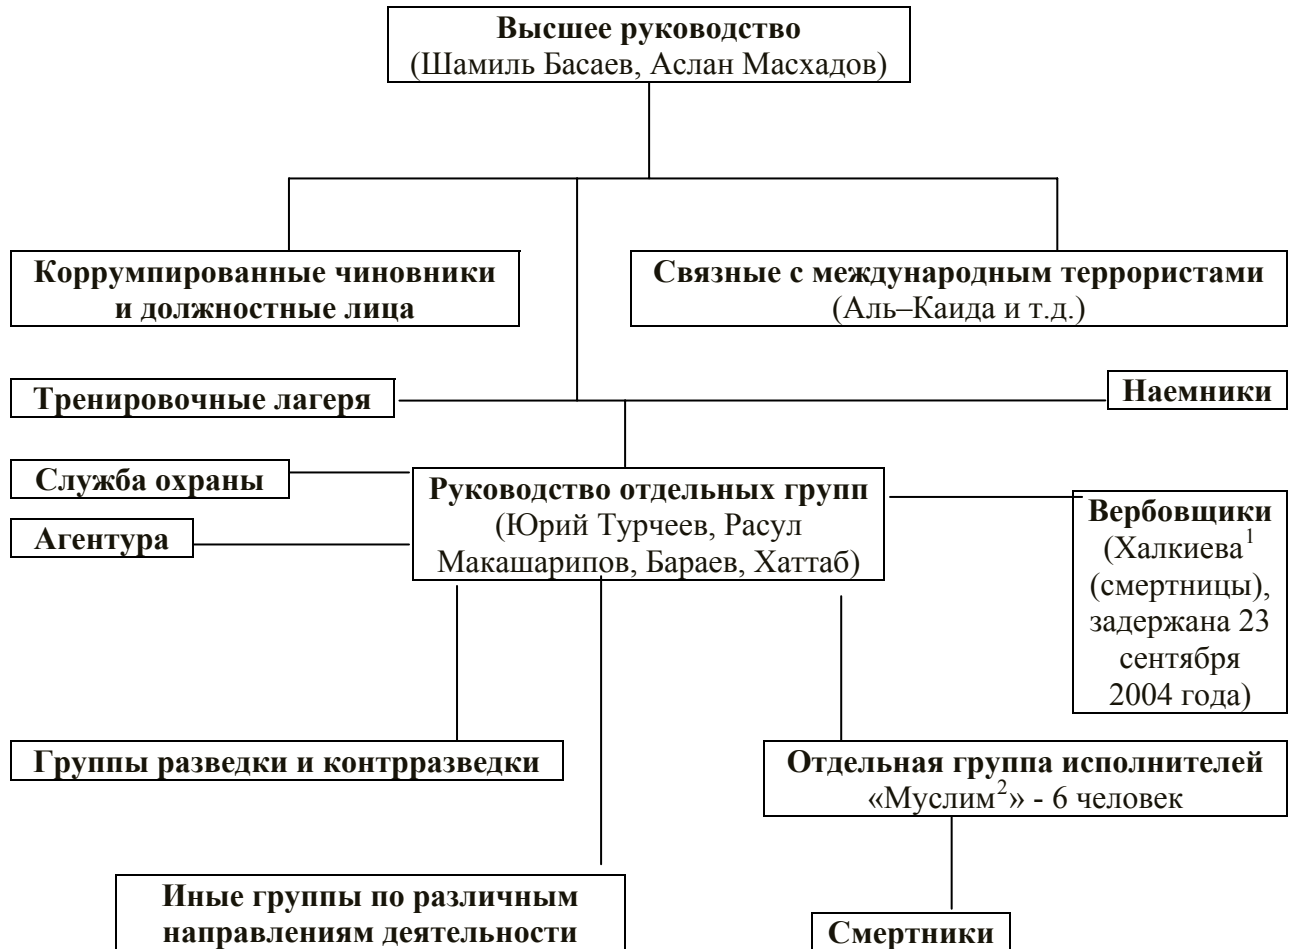 Высшее руководство
(Шамиль Басаев, Аслан Масхадов)
Коррумпированные чиновники
и должностные лица
Связные с международным террористами
(Аль–Каида и т.д.)
Тренировочные лагеря
Наемники
Служба охраны
Агентура
Руководство отдельных групп
(Юрий Турчеев, Расул
Макашарипов, Бараев, Хаттаб)
Вербовщики
(Халкиева1
(смертницы),
задержана 23
сентября
2004 года)
Группы разведки и контрразведки
Отдельная группа исполнителей
«Муслим2» - 6 человек
Иные группы по различным
направлениям деятельности
Смертники